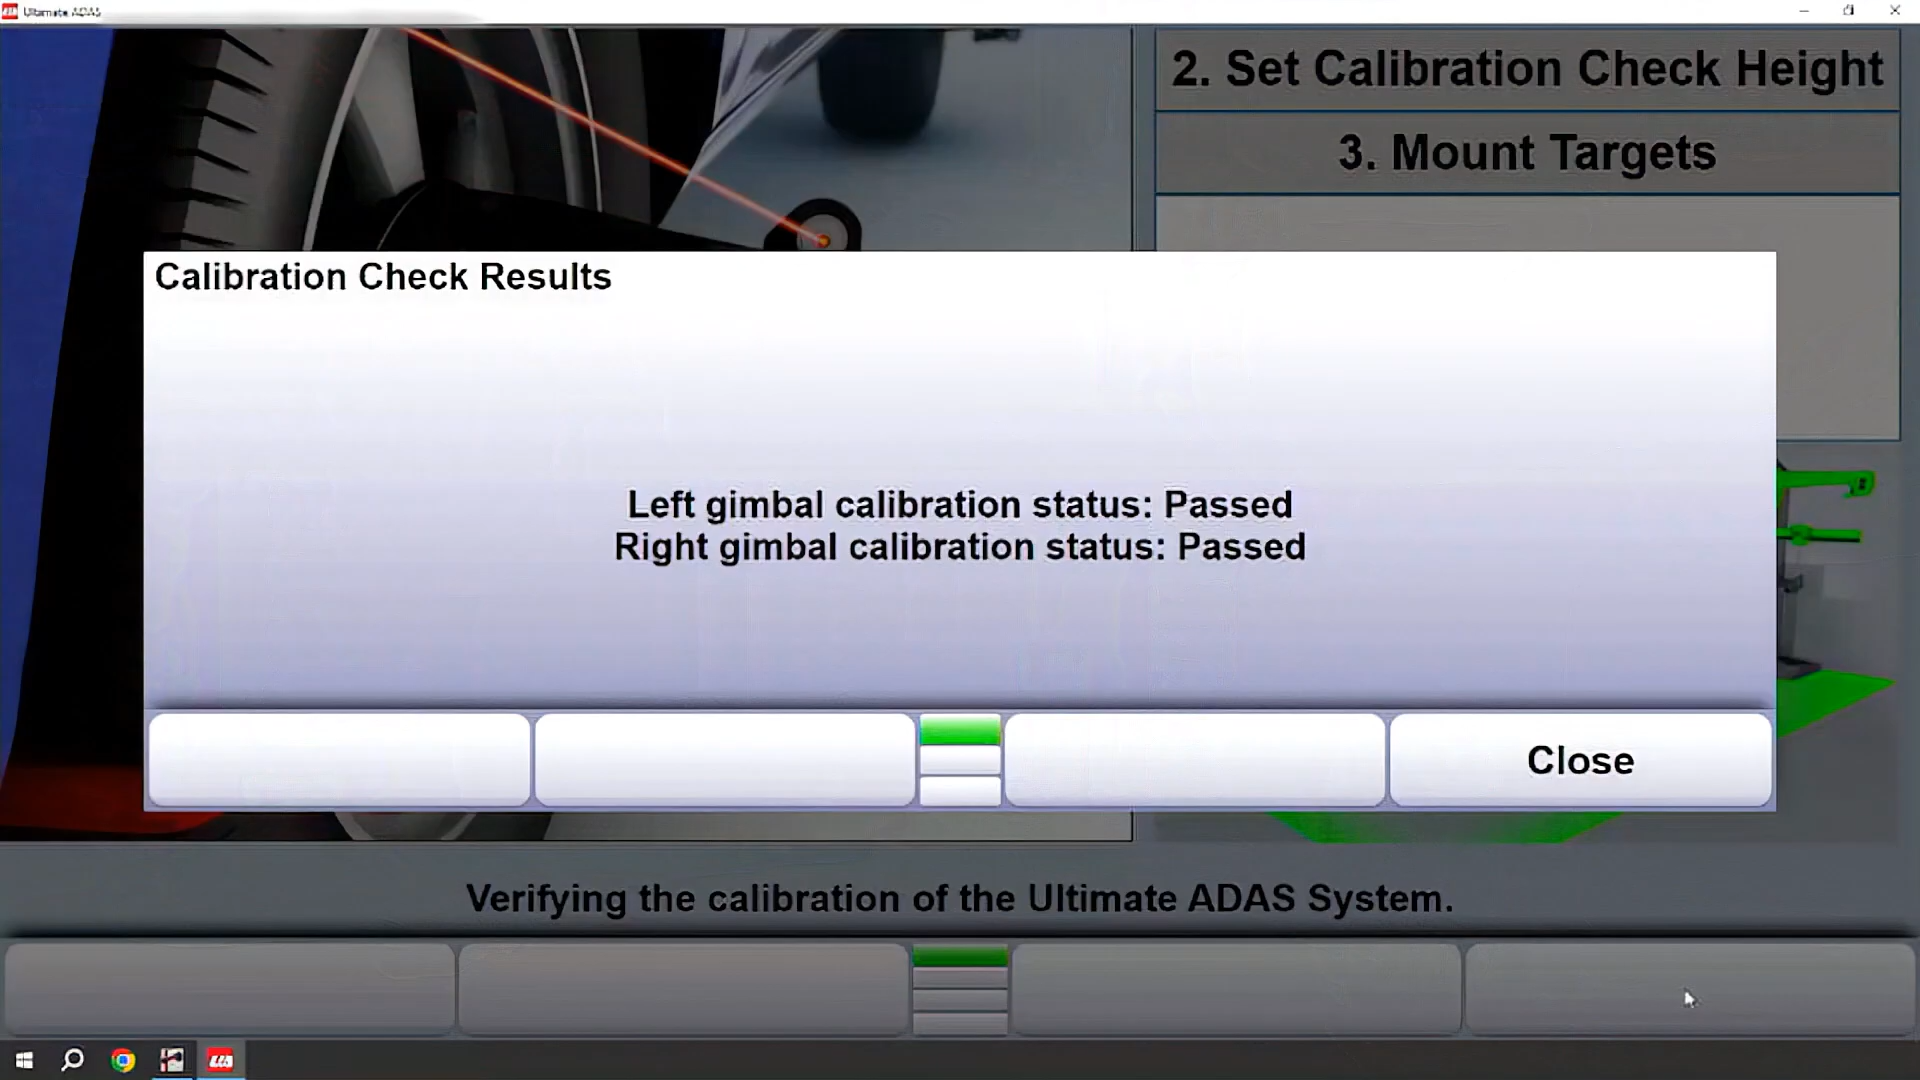 Ultimate ADAS
2. Set Calibration Check Height
3. Mount Targets
Calibration Check Results
Left gimbal calibration status: Passed
Right gimbal calibration status: Passed
Close
Verifying the calibration of the Ultimate ADAS System.